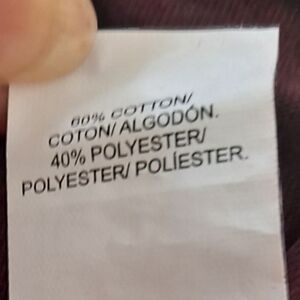 60% COTTON/
COTON/ ALGODÓN.
40% POLYESTER/
POLYESTER/ POLÍESTER.